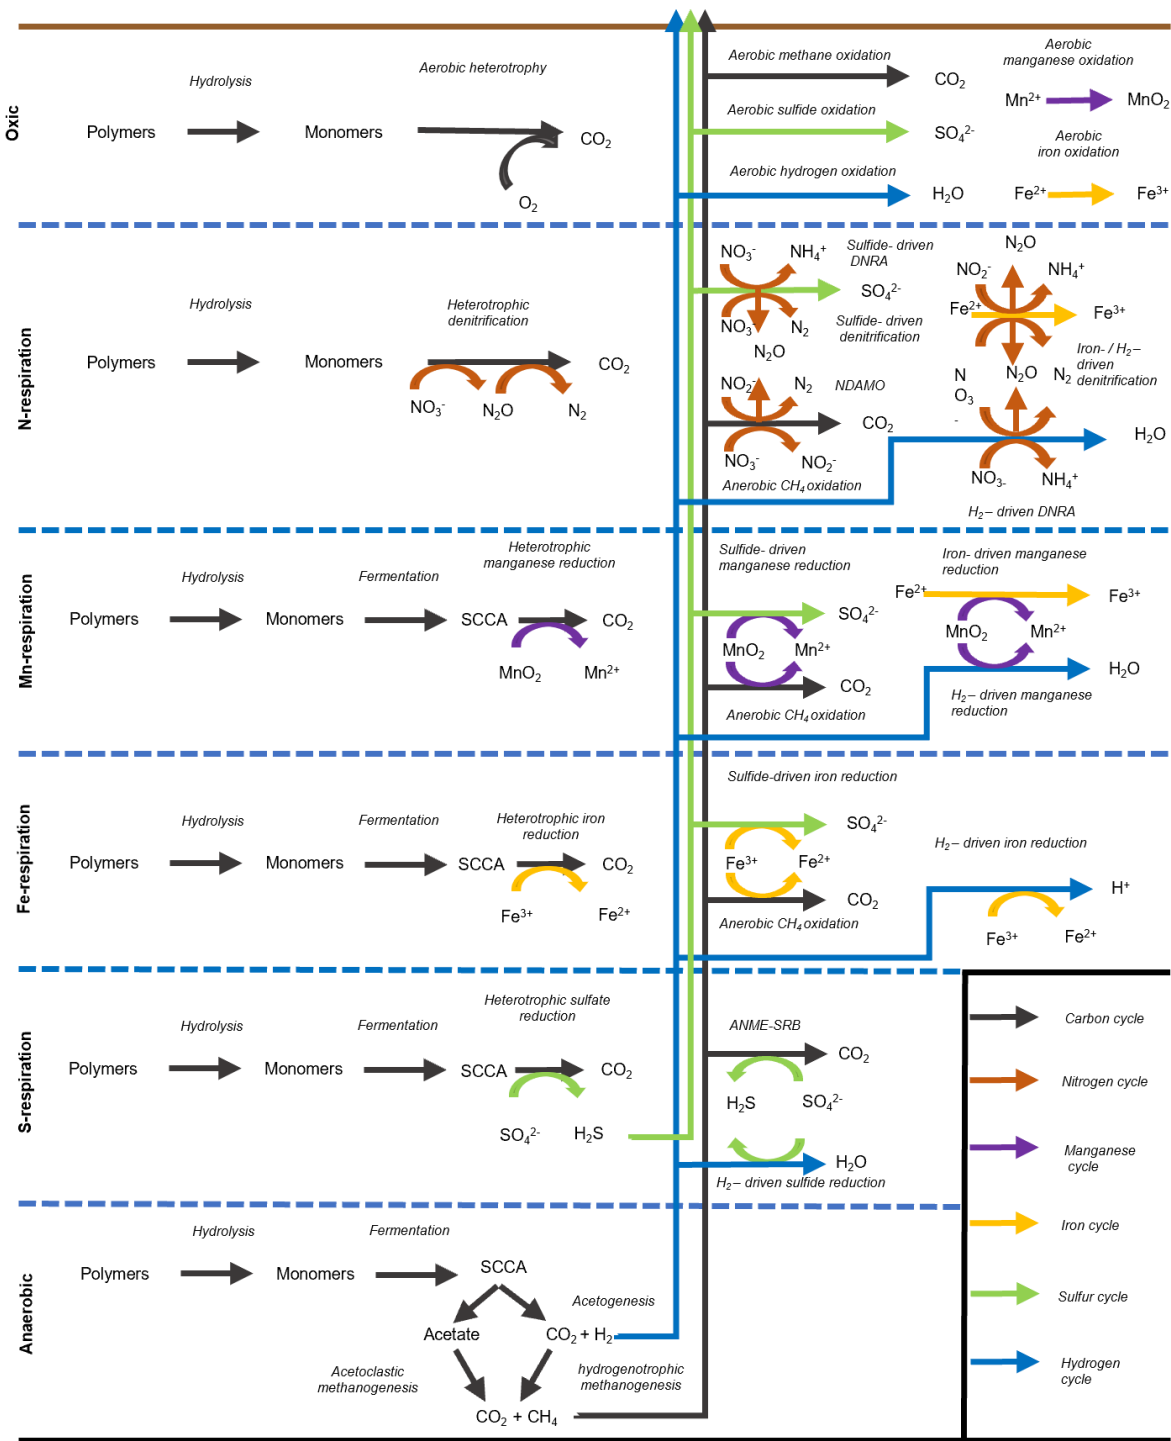 Oxic
Hydrolysis
Aerobic heterotrophy
Polymers
Monomers
CO2
O2
Aerobic methane oxidation
CO2
Aerobic
manganese oxidation
Mn2+
MnO2
Aerobic sulfide oxidation
SO42-
Aerobic
iron oxidation
Aerobic hydrogen oxidation
H2O
Fe2+
Fe3+
N-respiration
Hydrolysis
Heterotrophic
denitrification
Polymers
Monomers
CO2
NO3-
N2O
N2
NO3-
NH4+
Sulfide- driven
DNRA
SO42-
NO3-
N2
N2O
Sulfide- driven
denitrification
N2O
NO2-
NH4+
Fe2+
Fe3+
Iron- / H2 –
driven
denitrification
N
O3
-
N2O
N2
NO2-
N2
NDAMO
CO2
NO3-
NO2-
Anerobic CH4 oxidation
H2O
NO3-
NH4+
H2 – driven DNRA
Mn-respiration
Hydrolysis
Fermentation
Heterotrophic
manganese reduction
Polymers
Monomers
SCCA
CO2
MnO2
Mn2+
Sulfide- driven
manganese reduction
SO42-
MnO2
Mn2+
CO2
Anerobic CH4 oxidation
Iron- driven manganese
reduction
Fe2+
Fe3+
MnO2
Mn2+
H2O
H2 – driven manganese
reduction
Fe-respiration
Hydrolysis
Fermentation
Heterotrophic iron
reduction
Polymers
Monomers
SCCA
CO2
Fe3+
Fe2+
Sulfide-driven iron reduction
SO42-
Fe3+
Fe2+
CO2
Anerobic CH4 oxidation
H2 – driven iron reduction
H+
Fe3+
Fe2+
S-respiration
Hydrolysis
Fermentation
Heterotrophic sulfate
reduction
Polymers
Monomers
SCCA
CO2
SO42-
H2S
ANME-SRB
CO2
H2S
SO42-
H2O
H2 – driven sulfide reduction
Anaerobic
Hydrolysis
Fermentation
Polymers
Monomers
SCCA
Acetogenesis
Acetate
CO2 + H2
Acetoclastic
methanogenesis
hydrogenotrophic
methanogenesis
CO2 + CH4
Carbon cycle
Nitrogen cycle
Manganese
cycle
Iron cycle
Sulfur cycle
Hydrogen
cycle